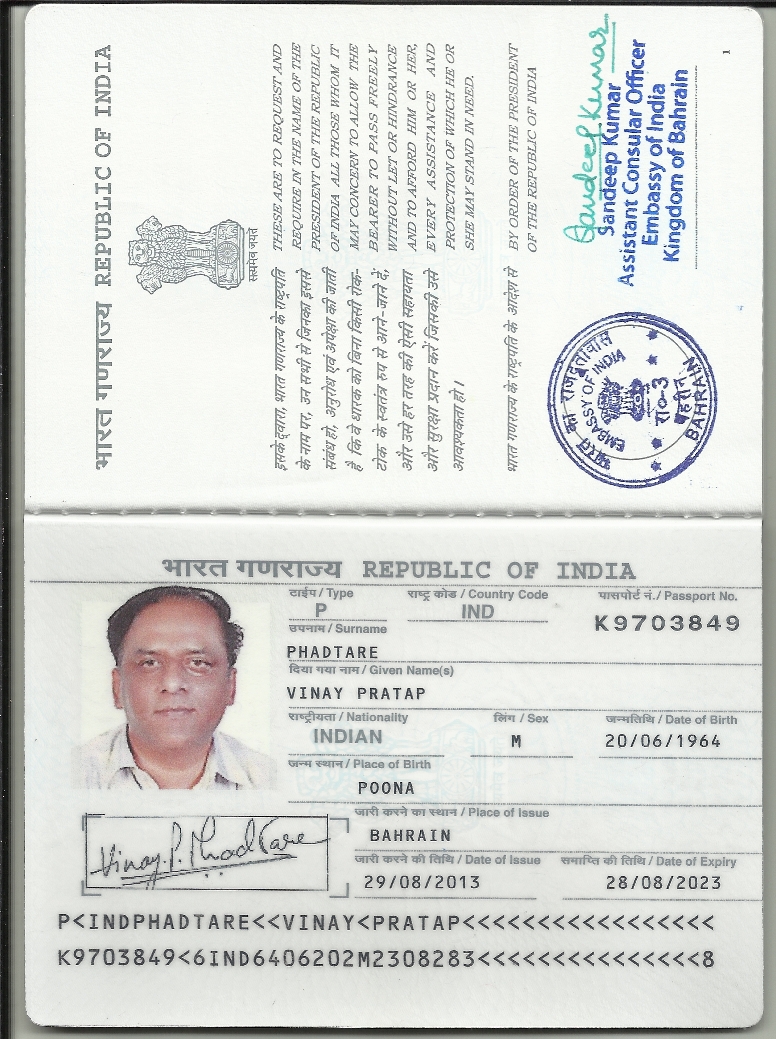 भारत गणराज्य REPUBLIC OF INDIA
सत्यमेव जयते
इसके द्वारा, भारत गणराज्य के राष्ट्रपति
के नाम पर, उन सभी से जिनका इससे
संबंध हो, अनुरोध एवं अपेक्षा की जाती
है कि वे धारक को बिना किसी रोक-
टोक के स्वतंत्र रुप से आने-जाने दें,
और उसे हर तरह की ऐसी सहायता
और सुरक्षा प्रदान करें जिसकी उसे
आवश्यकता हो।
THESE ARE TO REQUEST AND
REQUIRE IN THE NAME OF THE
PRESIDENT OF THE REPUBLIC
OF INDIA ALL THOSE WHOM IT
MAY CONCERN TO ALLOW THE
BEARER TO PASS FREELY
WITHOUT LET OR HINDRANCE
AND TO AFFORD HIM OR HER,
EVERY ASSISTANCE AND
PROTECTION OF WHICH HE OR
SHE MAY STAND IN NEED.
भारत गणराज्य के राष्ट्रपति के आदेश से
BY ORDER OF THE PRESIDENT
OF THE REPUBLIC OF INDIA
भारत का राजदूतावास
EMBASSY OF INDIA
रा०-3
बहरीन
BAHRAIN
Sandeep Kumar
Sandeep Kumar
Assistant Consular Officer
Embassy of India
Kingdom of Bahrain
1
भारत गणराज्य REPUBLIC OF INDIA
टाईप / Type राष्ट्र कोड / Country Code पासपोर्ट नं. / Passport No.
P IND K9703849
उपनाम / Surname
PHADTARE
दिया गया नाम / Given Name(s)
VINAY PRATAP
राष्ट्रीयता / Nationality लिंग / Sex जन्मतिथि / Date of Birth
INDIAN M 20/06/1964
जन्म स्थान / Place of Birth
POONA
जारी करने का स्थान / Place of Issue
BAHRAIN
जारी करने की तिथि / Date of Issue समाप्ति की तिथि / Date of Expiry
29/08/2013 28/08/2023
Vinay.P.Phadtare
P<INDPHADTARE<<VINAY<PRATAP<<<<<<<<<<<<<<<<<
K9703849<6IND6406202M2308283<<<<<<<<<<<<<<<8